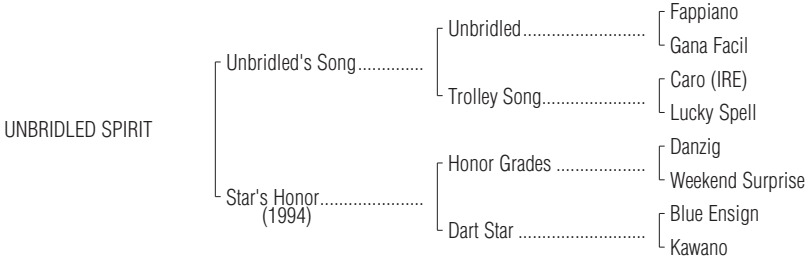 Fappiano
Unbridled.........................
Gana Facil
Unbridled's Song..............
Caro (IRE)
Trolley Song.....................
Lucky Spell
UNBRIDLED SPIRIT
Danzig
Honor Grades ..................
Weekend Surprise
Star's Honor......................
(1994)
Blue Ensign
Dart Star ..........................
Kawano